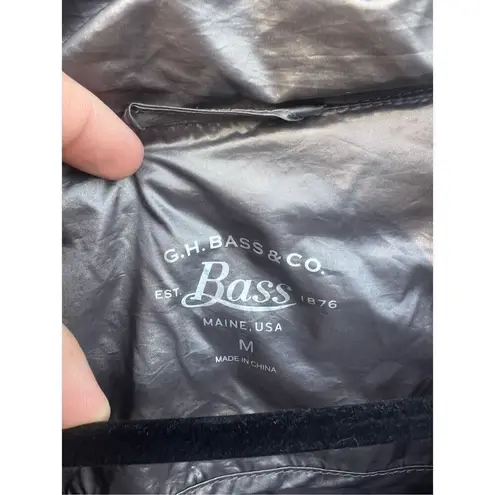 G.H. BASS & CO.
EST. Bass 1876
MAINE, USA
M
MADE IN CHINA